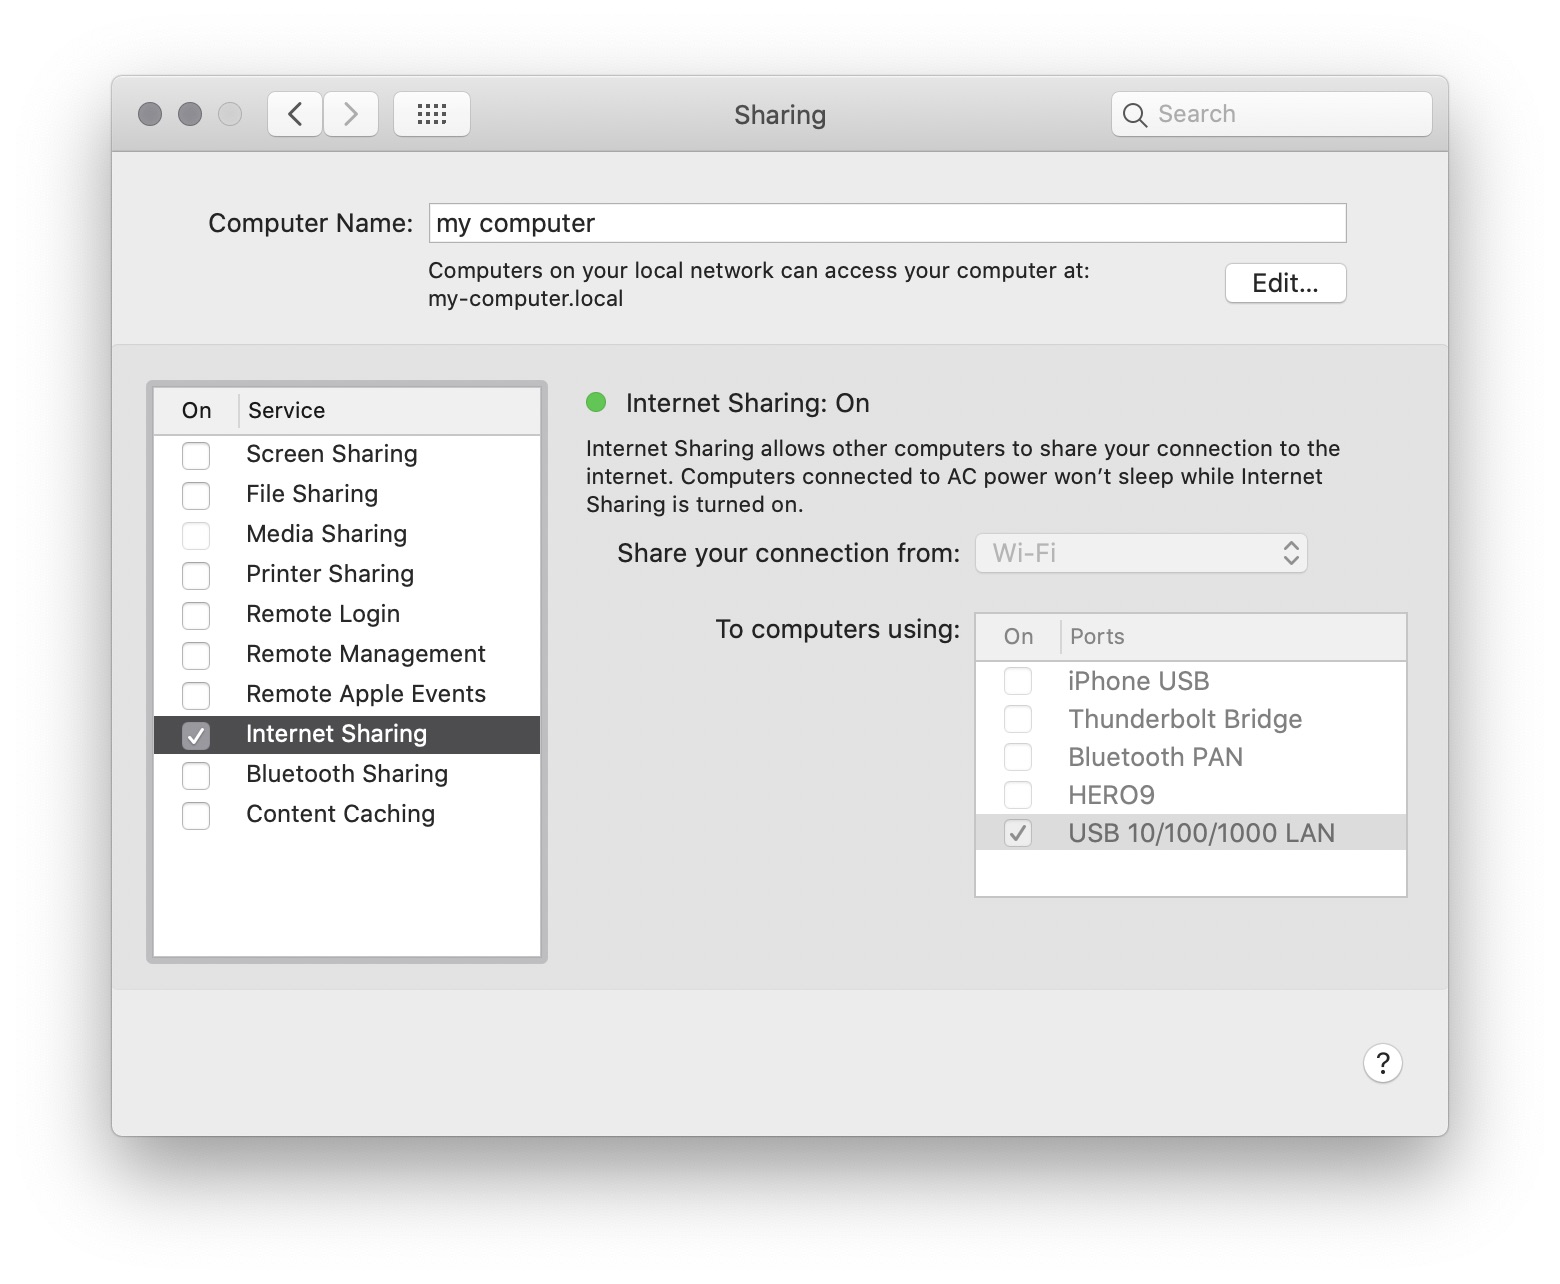 Sharing
Search
Computer Name: my computer
Computers on your local network can access your computer at:
my-computer.local
Edit...
On Service
Screen Sharing
File Sharing
Media Sharing
Printer Sharing
Remote Login
Remote Management
Remote Apple Events
Internet Sharing
Bluetooth Sharing
Content Caching
Internet Sharing: On
Internet Sharing allows other computers to share your connection to the
internet. Computers connected to AC power won’t sleep while Internet
Sharing is turned on.
Share your connection from: Wi-Fi
To computers using:
On Ports
iPhone USB
Thunderbolt Bridge
Bluetooth PAN
HERO9
USB 10/100/1000 LAN
?